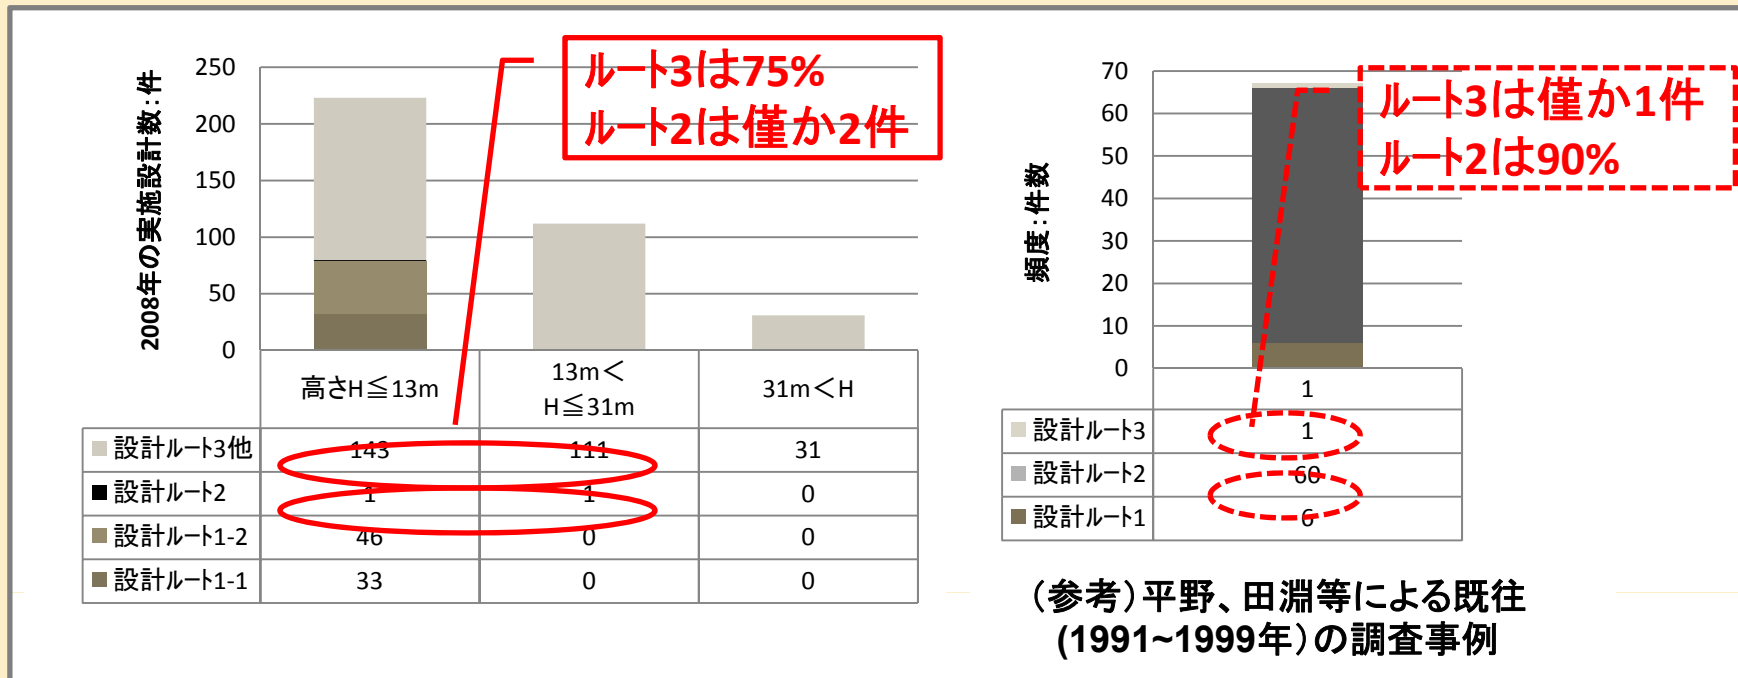 ルート3は75%
ルート2は僅か2件
2008年の実施設計数:件
250
200
150
100
50
0
高さH≦13m
13m<
H≦31m
31m<H
設計ルート3他 143 111 31
設計ルート2 1 1 0
設計ルート1-2 46 0 0
設計ルート1-1 33 0 0
ルート3は僅か1件
ルート2は90%
頻度:件数
70
60
50
40
30
20
10
0
1
設計ルート3 1
設計ルート2 60
設計ルート1 6
(参考)平野、田淵等による既往
(1991~1999年)の調査事例